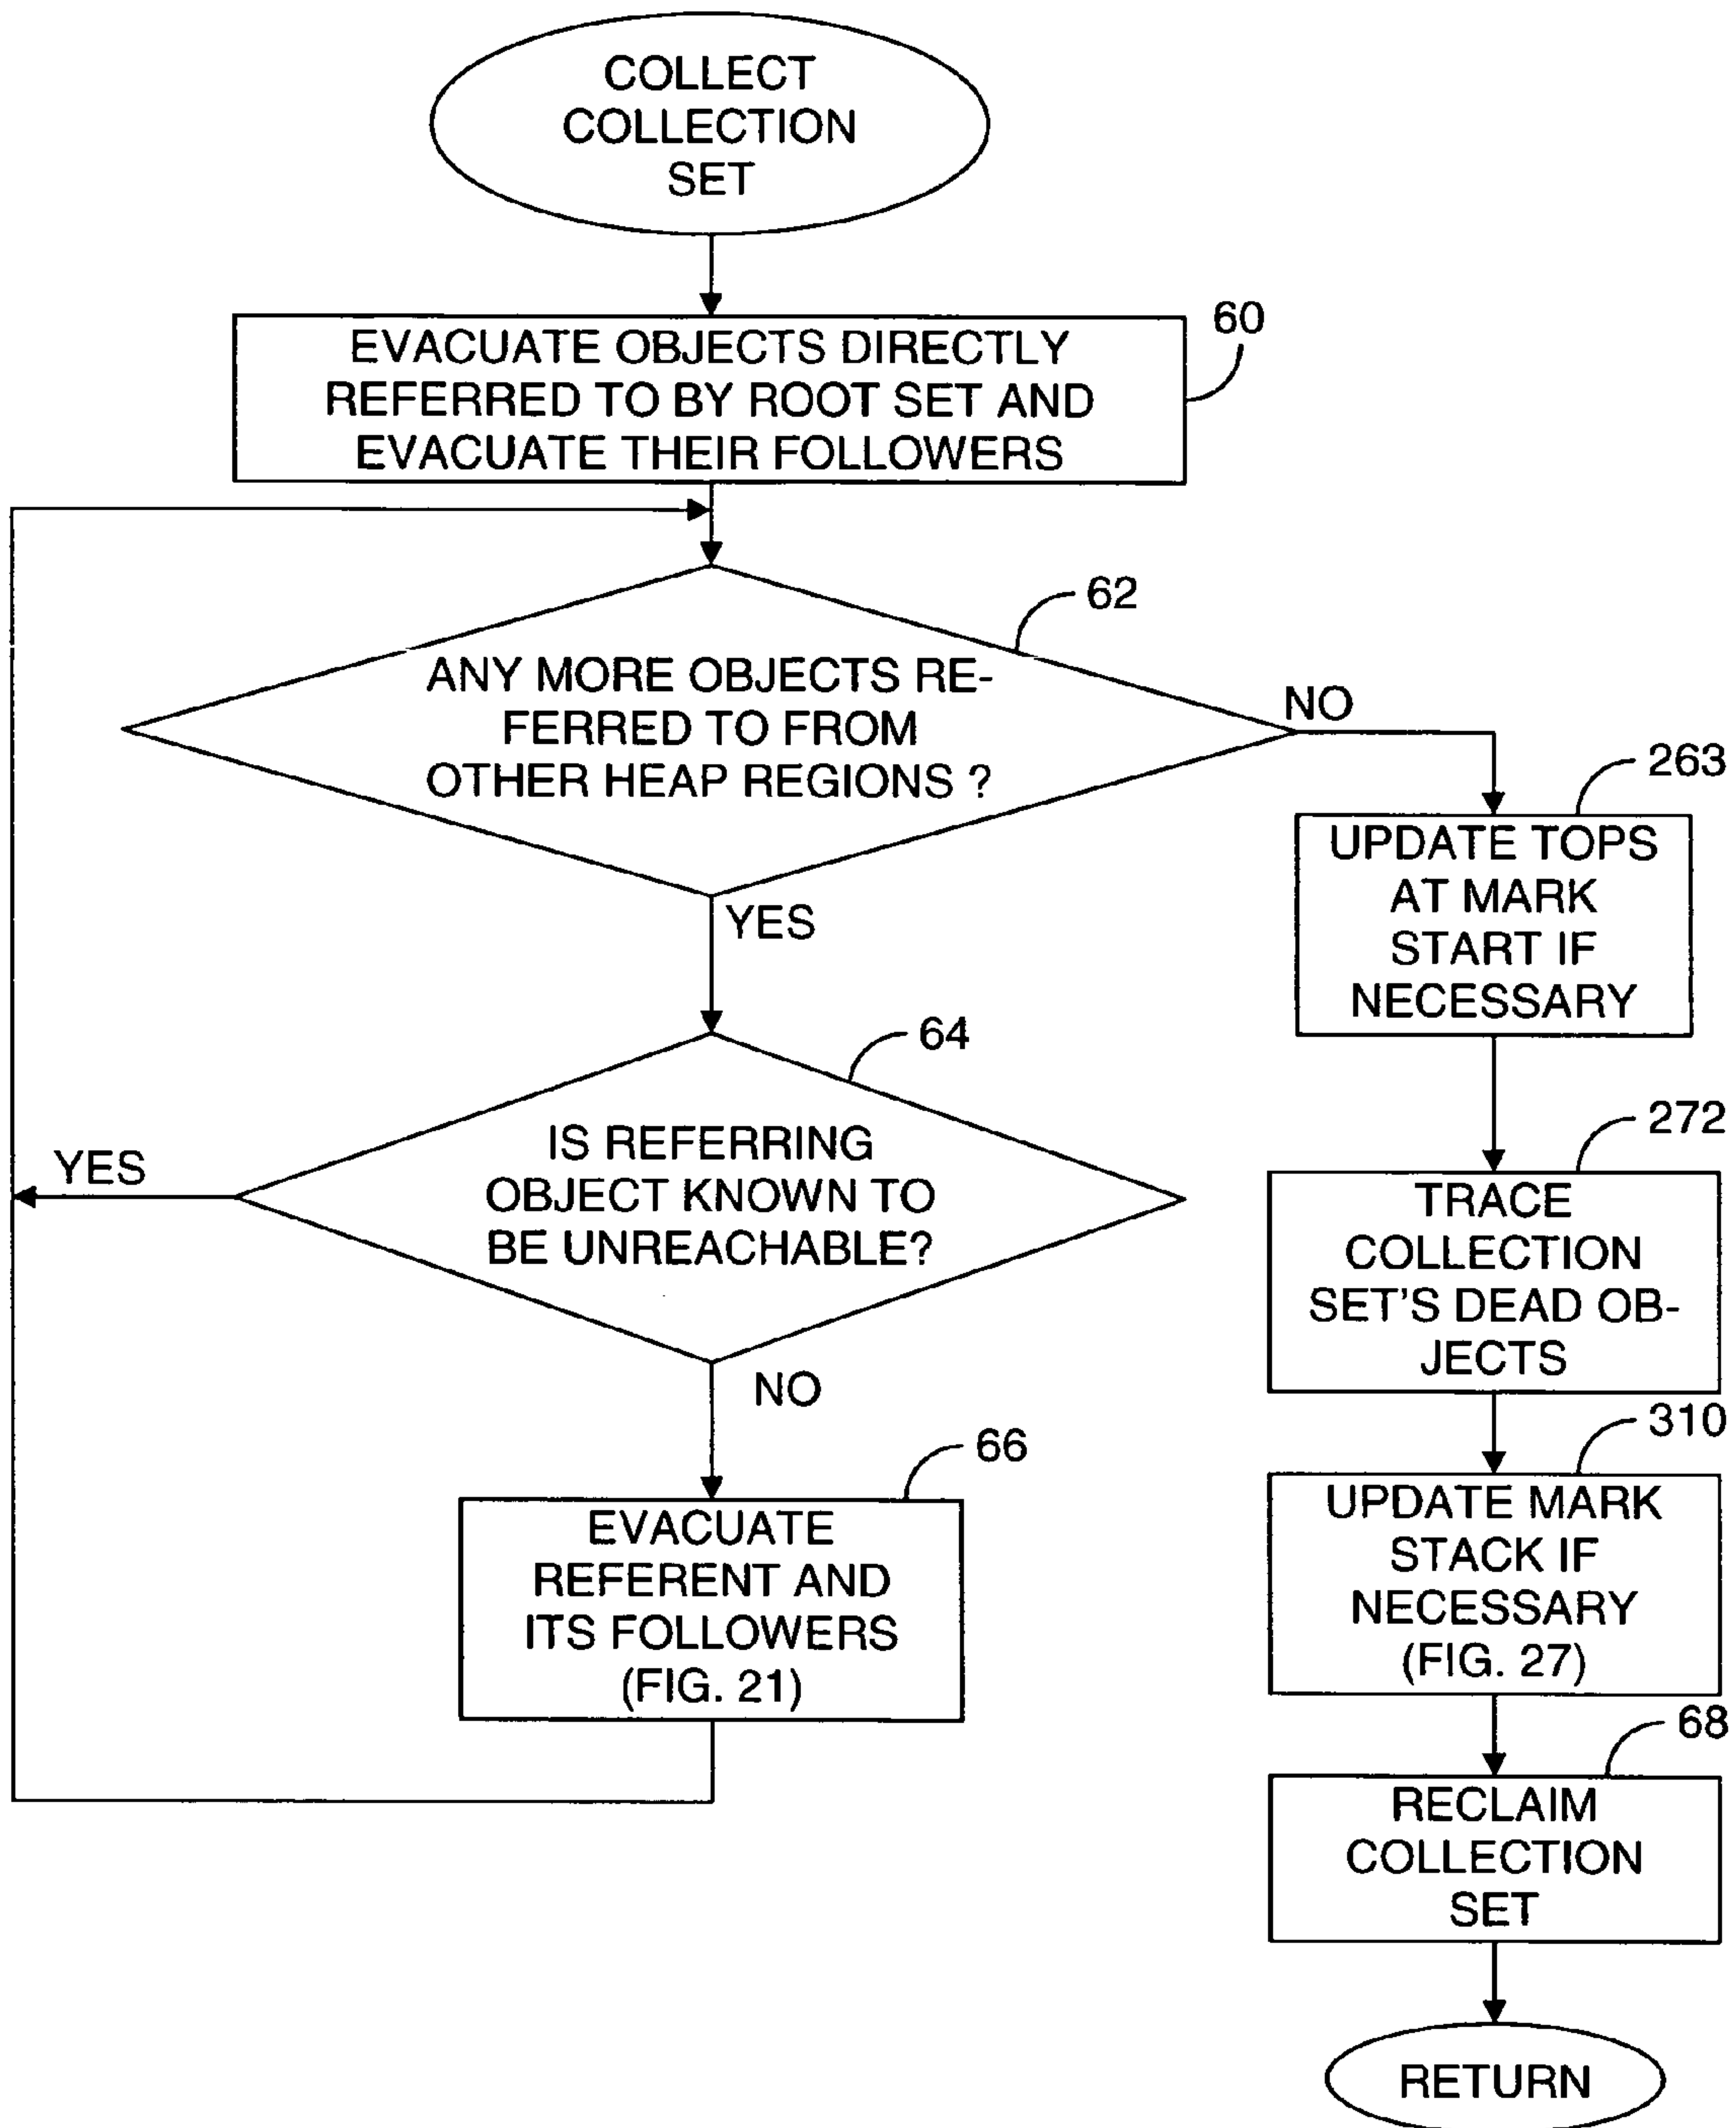 COLLECT
COLLECTION
SET
EVACUATE OBJECTS DIRECTLY
REFERRED TO BY ROOT SET AND
EVACUATE THEIR FOLLOWERS
60
62
ANY MORE OBJECTS RE-
FERRED TO FROM
OTHER HEAP REGIONS ?
NO
YES
64
IS REFERRING
OBJECT KNOWN TO
BE UNREACHABLE?
YES
NO
66
EVACUATE
REFERENT AND
ITS FOLLOWERS
(FIG. 21)
263
UPDATE TOPS
AT MARK
START IF
NECESSARY
272
TRACE
COLLECTION
SET'S DEAD OB-
JECTS
310
UPDATE MARK
STACK IF
NECESSARY
(FIG. 27)
68
RECLAIM
COLLECTION
SET
RETURN